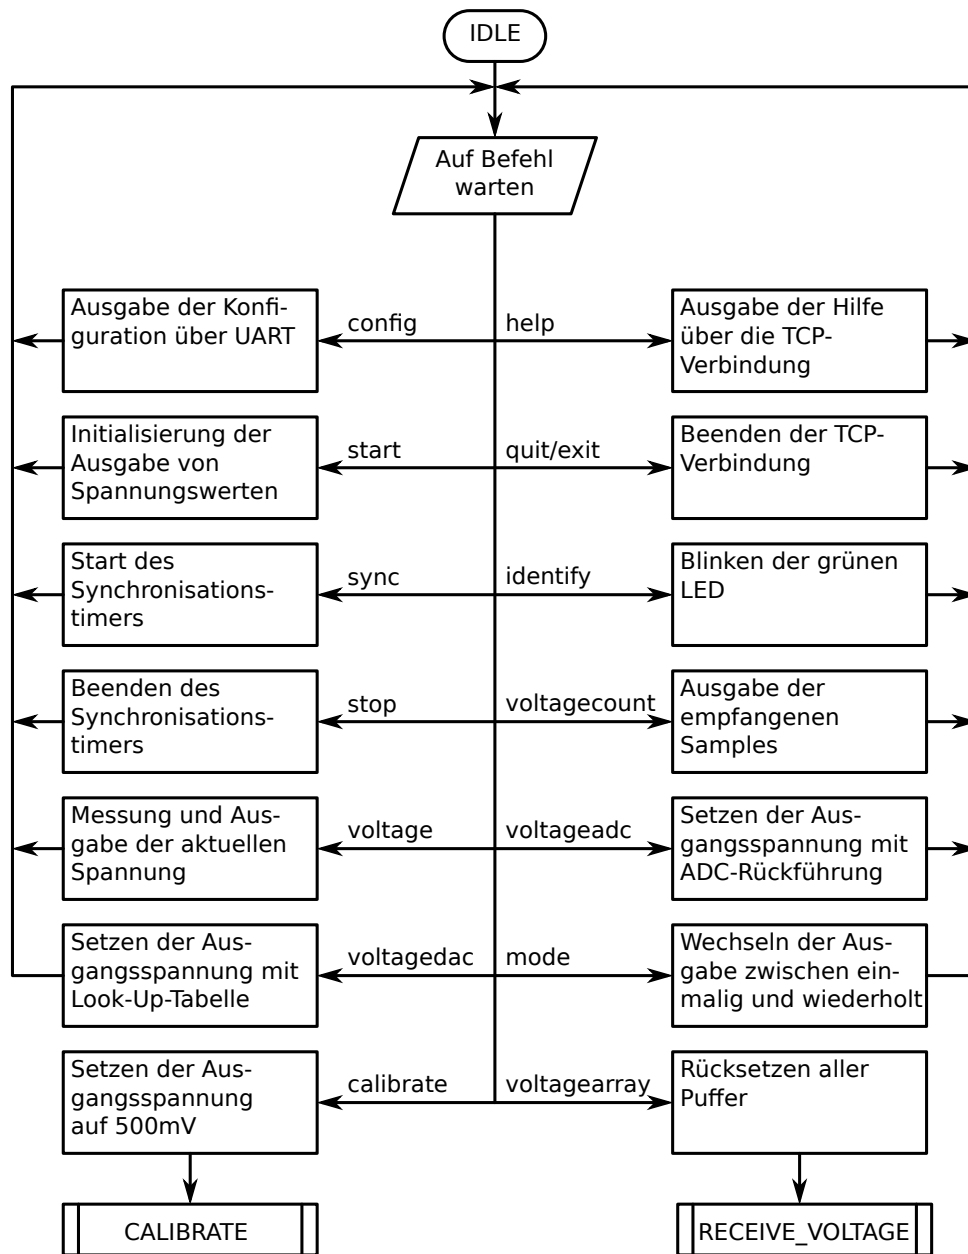 IDLE
Auf Befehl
warten
Ausgabe der Konfi-
guration über UART
config
help
Ausgabe der Hilfe
über die TCP-
Verbindung
Initialisierung der
Ausgabe von
Spannungswerten
start
quit/exit
Beenden der TCP-
Verbindung
Start des
Synchronisations-
timers
sync
identify
Blinken der grünen
LED
Beenden des
Synchronisations-
timers
stop
voltagecount
Ausgabe der
empfangenen
Samples
Messung und Aus-
gabe der aktuellen
Spannung
voltage
voltageadc
Setzen der Aus-
gangsspannung mit
ADC-Rückführung
Setzen der Aus-
gangsspannung mit
Look-Up-Tabelle
voltagedac
mode
Wechseln der Aus-
gabe zwischen ein-
malig und wiederholt
Setzen der Aus-
gangsspannung
auf 500mV
calibrate
voltagearray
Rücksetzen aller
Puffer
CALIBRATE
RECEIVE_VOLTAGE